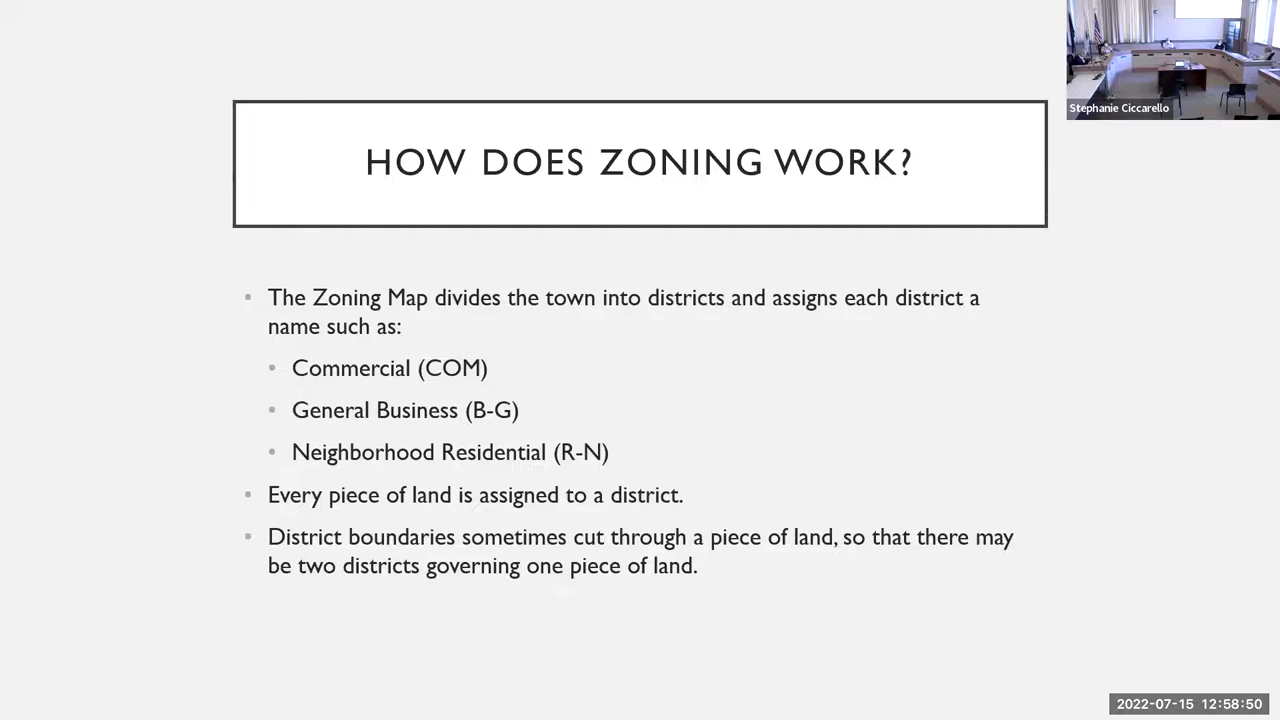 Stephanie Ciccarello
HOW DOES ZONING WORK?
• The Zoning Map divides the town into districts and assigns each district a
name such as:
• Commercial (COM)
• General Business (B-G)
• Neighborhood Residential (R-N)
• Every piece of land is assigned to a district.
• District boundaries sometimes cut through a piece of land, so that there may
be two districts governing one piece of land.
2022-07-15 12:58:50